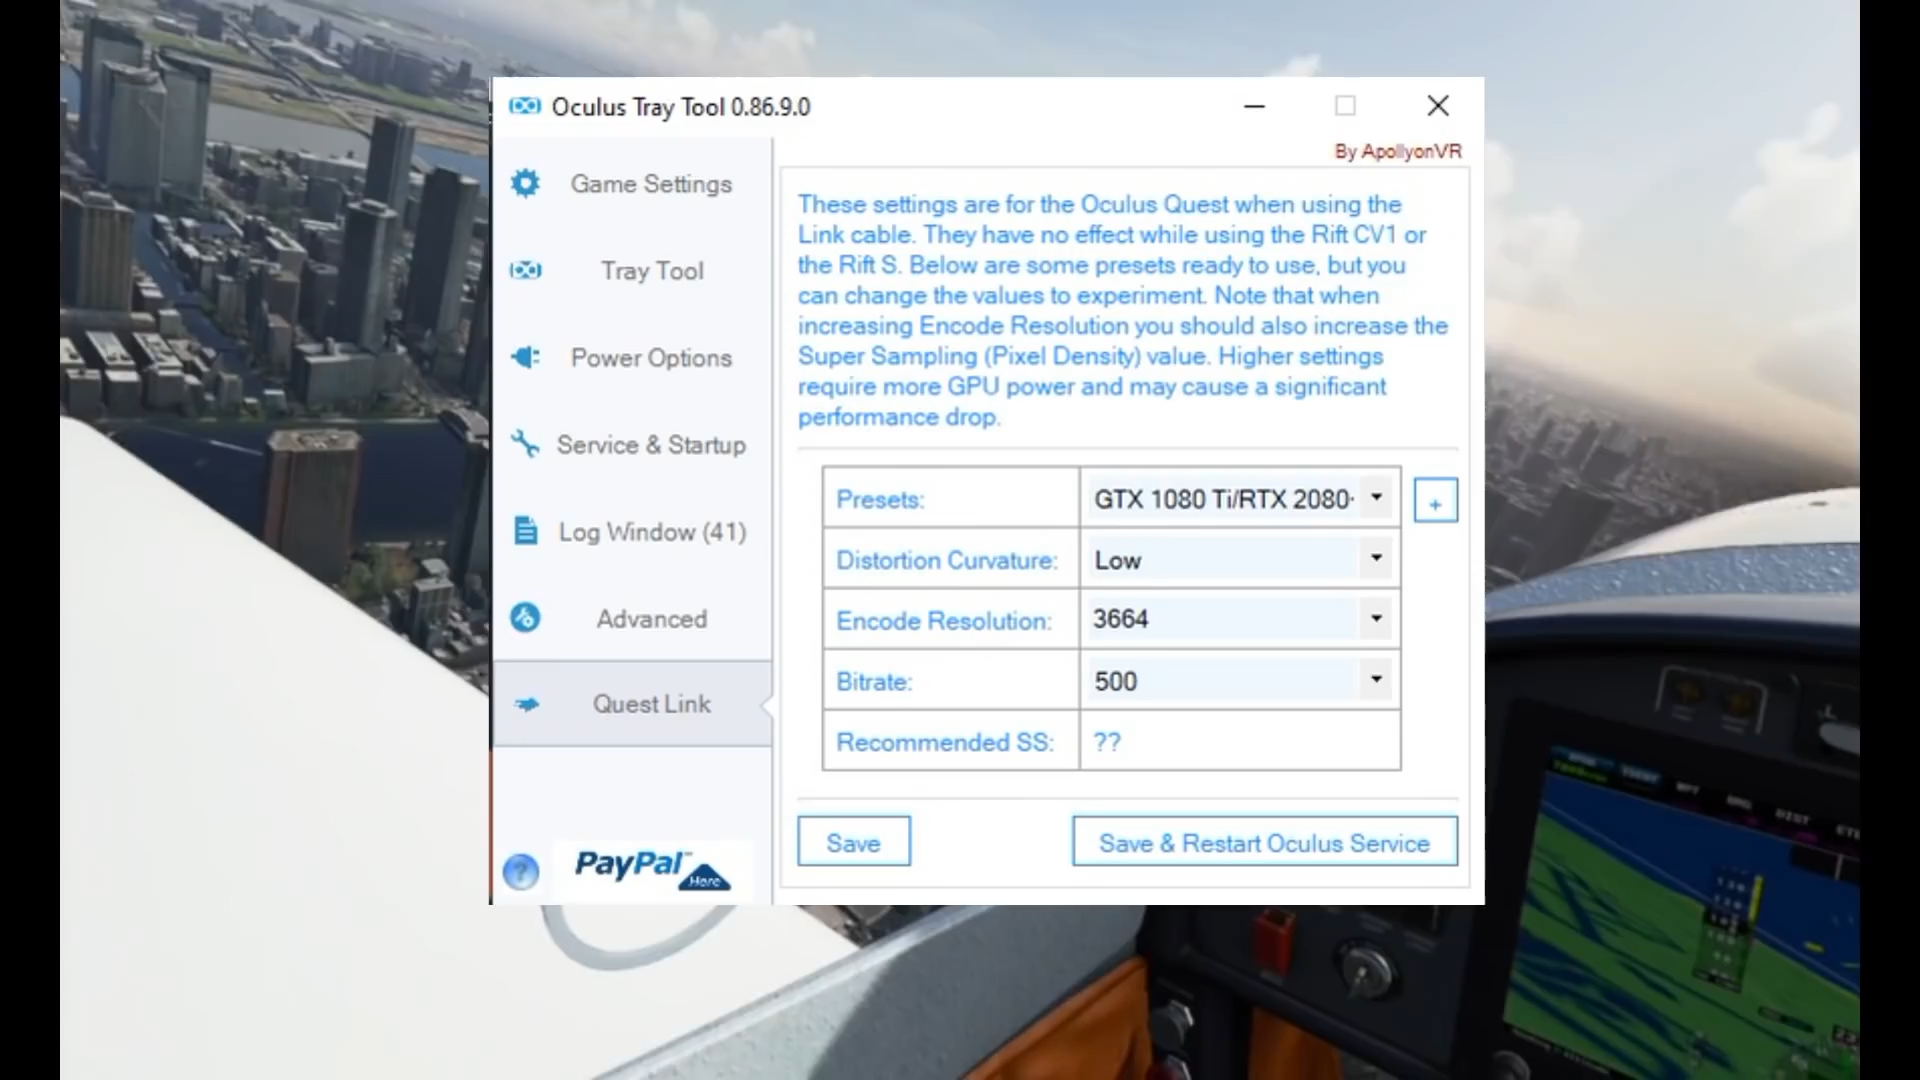 Oculus Tray Tool 0.86.9.0
By ApollyonVR
Game Settings
Tray Tool
Power Options
Service & Startup
Log Window (41)
Advanced
Quest Link
PayPal
Here
These settings are for the Oculus Quest when using the
Link cable. They have no effect while using the Rift CV1 or
the Rift S. Below are some presets ready to use, but you
can change the values to experiment. Note that when
increasing Encode Resolution you should also increase the
Super Sampling (Pixel Density) value. Higher settings
require more GPU power and may cause a significant
performance drop.
Presets: GTX 1080 Ti/RTX 2080+
Distortion Curvature: Low
Encode Resolution: 3664
Bitrate: 500
Recommended SS: ??
Save
Save & Restart Oculus Service
DIST